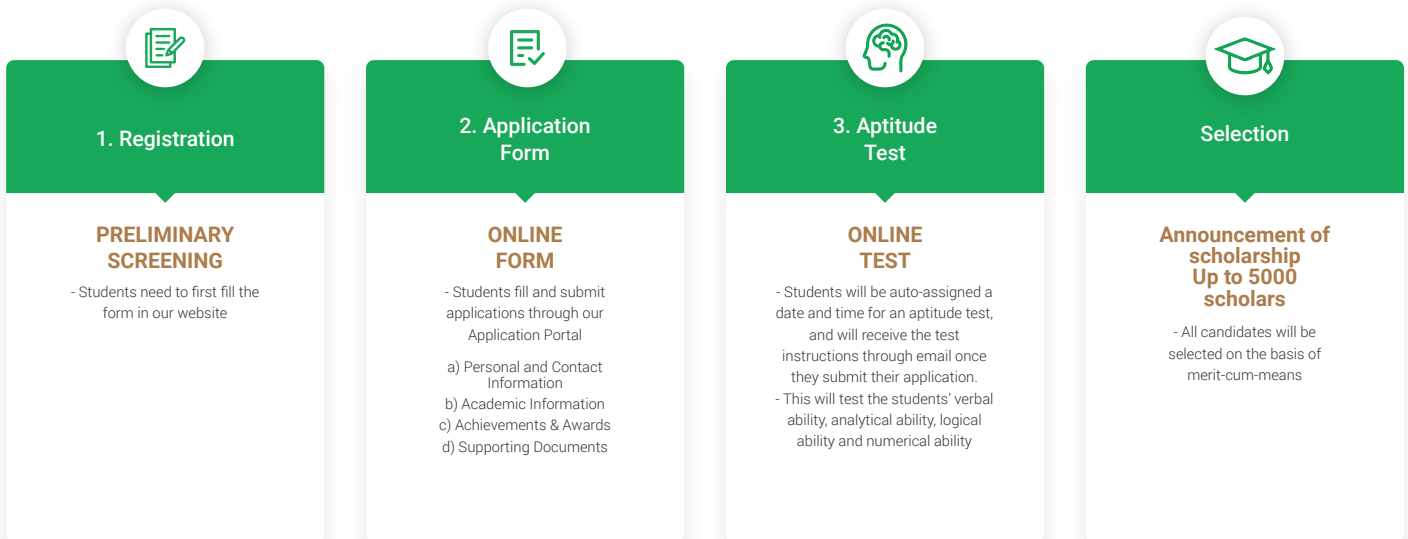 1. Registration
PRELIMINARY
SCREENING
- Students need to first fill the
form in our website
2. Application
Form
ONLINE
FORM
- Students fill and submit
applications through our
Application Portal
a) Personal and Contact
Information
b) Academic Information
c) Achievements & Awards
d) Supporting Documents
3. Aptitude
Test
ONLINE
TEST
- Students will be auto-assigned a
date and time for an aptitude test,
and will receive the test
instructions through email once
they submit their application.
- This will test the students’ verbal
ability, analytical ability, logical
ability and numerical ability
Selection
Announcement of
scholarship
Up to 5000
scholars
- All candidates will be
selected on the basis of
merit-cum-means